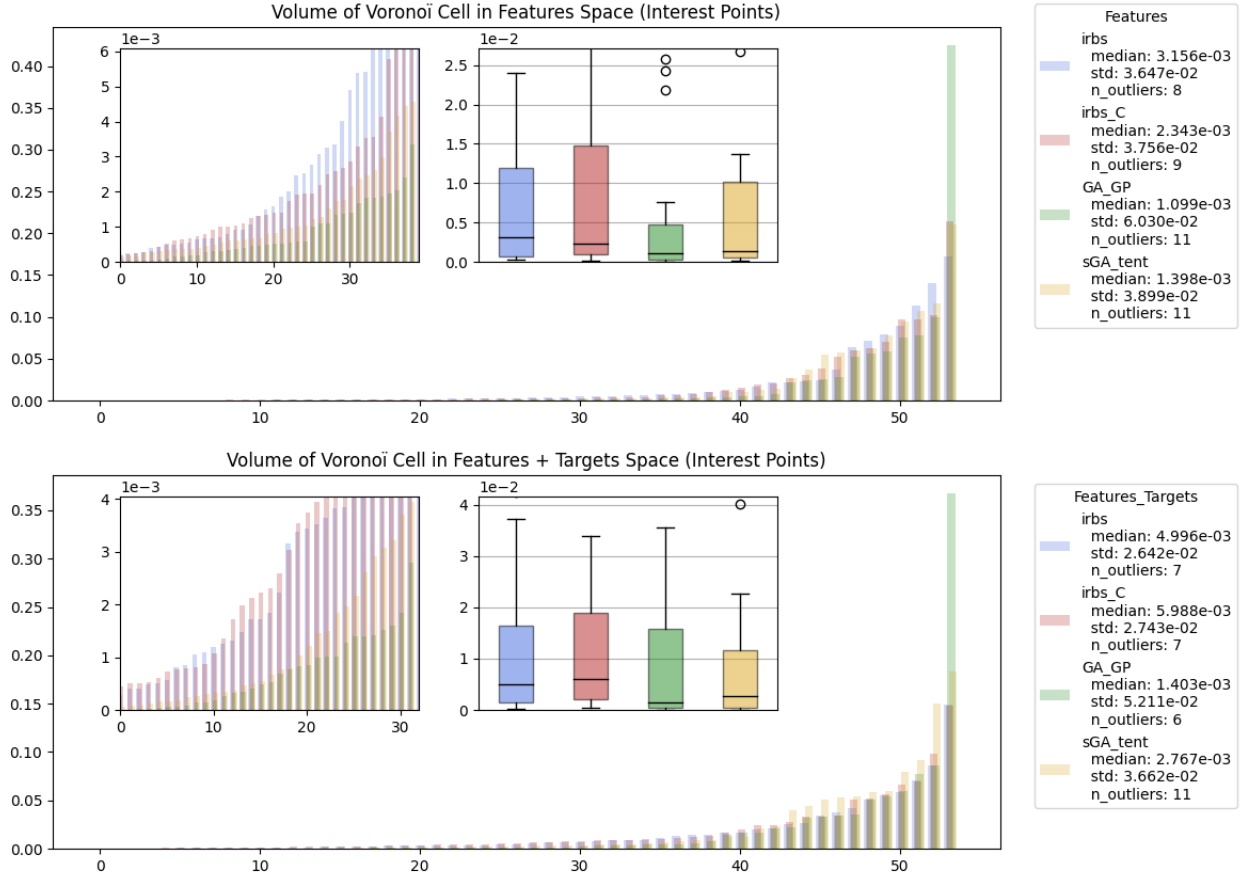 Volume of Voronoï Cell in Features Space (Interest Points)
0.40
0.35
0.30
0.25
0.20
0.15
0.10
0.05
0.00
0
10
20
30
40
50
1e−3
6
5
4
3
2
1
0
0
10
20
30
1e−2
2.5
2.0
1.5
1.0
0.5
0.0
Features
irbs
median: 3.156e-03
std: 3.647e-02
n_outliers: 8
irbs_C
median: 2.343e-03
std: 3.756e-02
n_outliers: 9
GA_GP
median: 1.099e-03
std: 6.030e-02
n_outliers: 11
sGA_tent
median: 1.398e-03
std: 3.899e-02
n_outliers: 11
Volume of Voronoï Cell in Features + Targets Space (Interest Points)
0.35
0.30
0.25
0.20
0.15
0.10
0.05
0.00
0
10
20
30
40
50
1e−3
4
3
2
1
0
0
10
20
30
1e−2
4
3
2
1
0
Features_Targets
irbs
median: 4.996e-03
std: 2.642e-02
n_outliers: 7
irbs_C
median: 5.988e-03
std: 2.743e-02
n_outliers: 7
GA_GP
median: 1.403e-03
std: 5.211e-02
n_outliers: 6
sGA_tent
median: 2.767e-03
std: 3.662e-02
n_outliers: 11